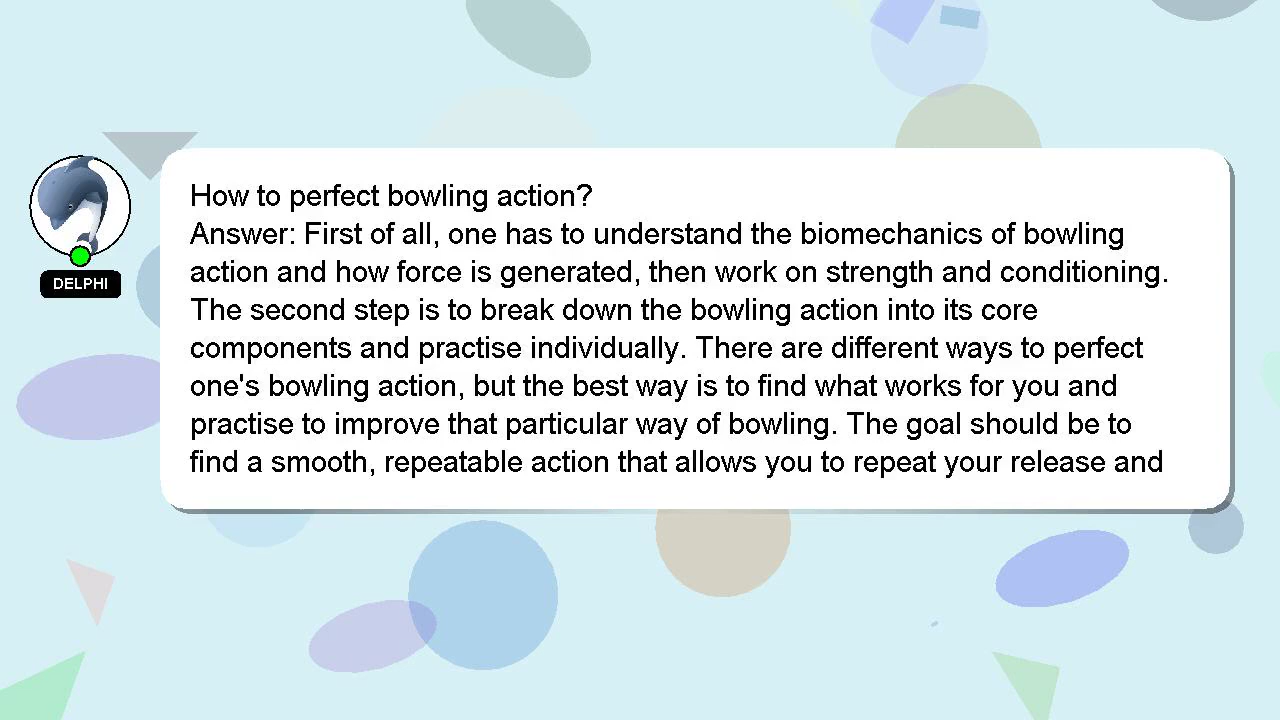 How to perfect bowling action?
Answer: First of all, one has to understand the biomechanics of bowling
action and how force is generated, then work on strength and conditioning.
The second step is to break down the bowling action into its core
components and practise individually. There are different ways to perfect
one's bowling action, but the best way is to find what works for you and
practise to improve that particular way of bowling. The goal should be to
find a smooth, repeatable action that allows you to repeat your release and
DELPHI